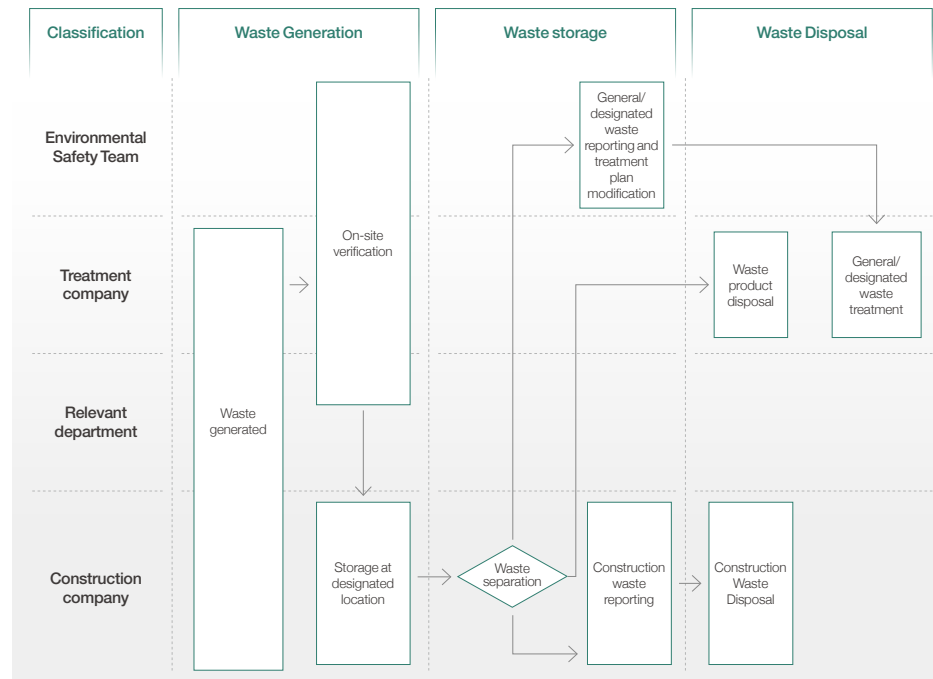 Classification
Waste Generation
Waste storage
Waste Disposal
Environmental
Safety Team
General/
designated
waste
reporting and
treatment
plan
modification
On-site
verification
Treatment
company
Waste
product
disposal
General/
designated
waste
treatment
Relevant
department
Waste
generated
Construction
company
Storage at
designated
location
Waste
separation
Construction
waste
reporting
Construction
Waste
Disposal